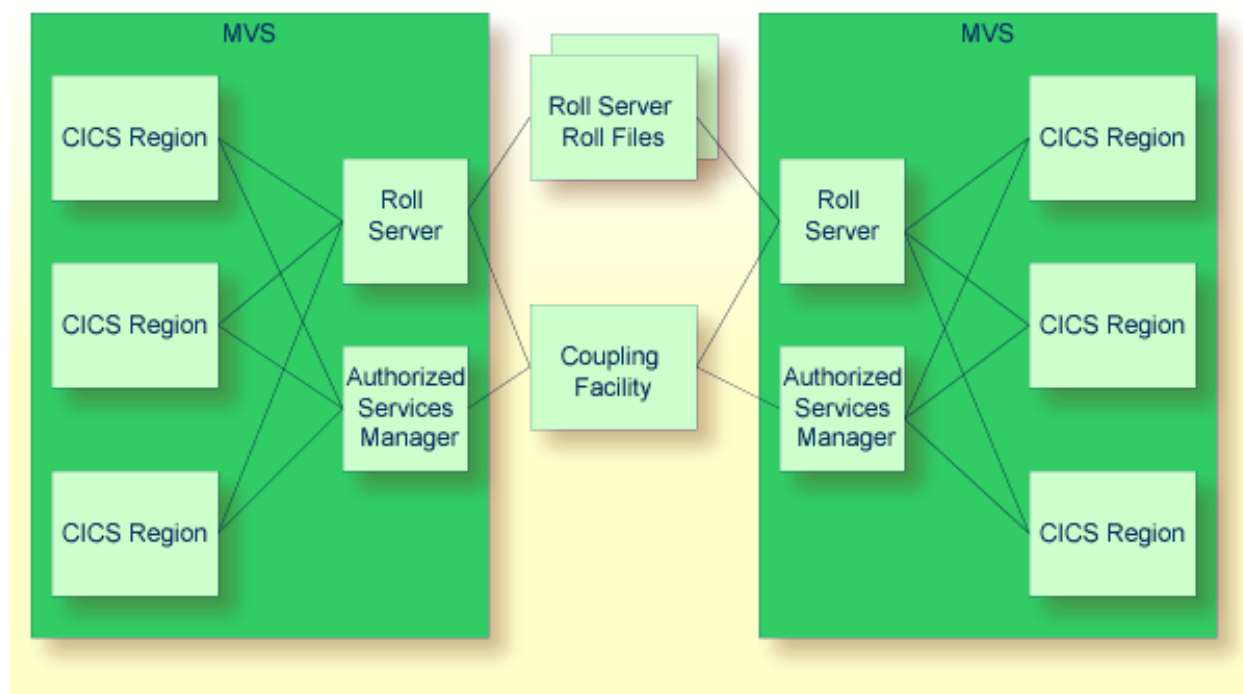 MVS
CICS Region
CICS Region
CICS Region
Roll
Server
Authorized
Services
Manager
Roll Server
Roll Files
Coupling
Facility
MVS
Roll
Server
Authorized
Services
Manager
CICS Region
CICS Region
CICS Region